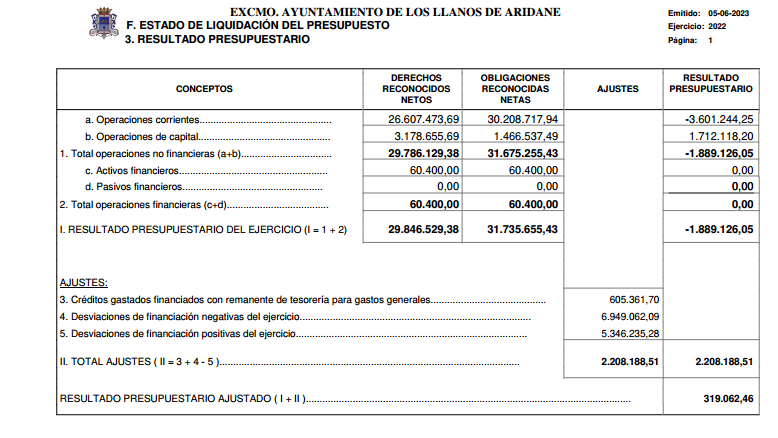 EXCMO. AYUNTAMIENTO DE LOS LLANOS DE ARIDANE
F. ESTADO DE LIQUIDACIÓN DEL PRESUPUESTO
3. RESULTADO PRESUPUESTARIO
Emitido: 05-06-2023
Ejercicio: 2022
Página: 1
CONCEPTOS DERECHOS RECONOCIDOS NETOS OBLIGACIONES RECONOCIDAS NETAS AJUSTES RESULTADO PRESUPUESTARIO
a. Operaciones corrientes 26.607.473,69 30.208.717,94 -3.601.244,25
b. Operaciones de capital 3.178.655,69 1.466.537,49 1.712.118,20
1. Total operaciones no financieras (a+b) 29.786.129,38 31.675.255,43 -1.889.126,05
c. Activos financieros 60.400,00 60.400,00 0,00
d. Pasivos financieros 0,00 0,00 0,00
2. Total operaciones financieras (c+d) 60.400,00 60.400,00 0,00
I. RESULTADO PRESUPUESTARIO DEL EJERCICIO (I = 1 + 2) 29.846.529,38 31.735.655,43 -1.889.126,05
AJUSTES:
3. Créditos gastados financiados con remanente de tesorería para gastos generales 605.361,70
4. Desviaciones de financiación negativas del ejercicio 6.949.062,09
5. Desviaciones de financiación positivas del ejercicio 5.346.235,28
II. TOTAL AJUSTES ( II = 3 + 4 - 5 ) 2.208.188,51 2.208.188,51
RESULTADO PRESUPUESTARIO AJUSTADO ( I + II ) 319.062,46